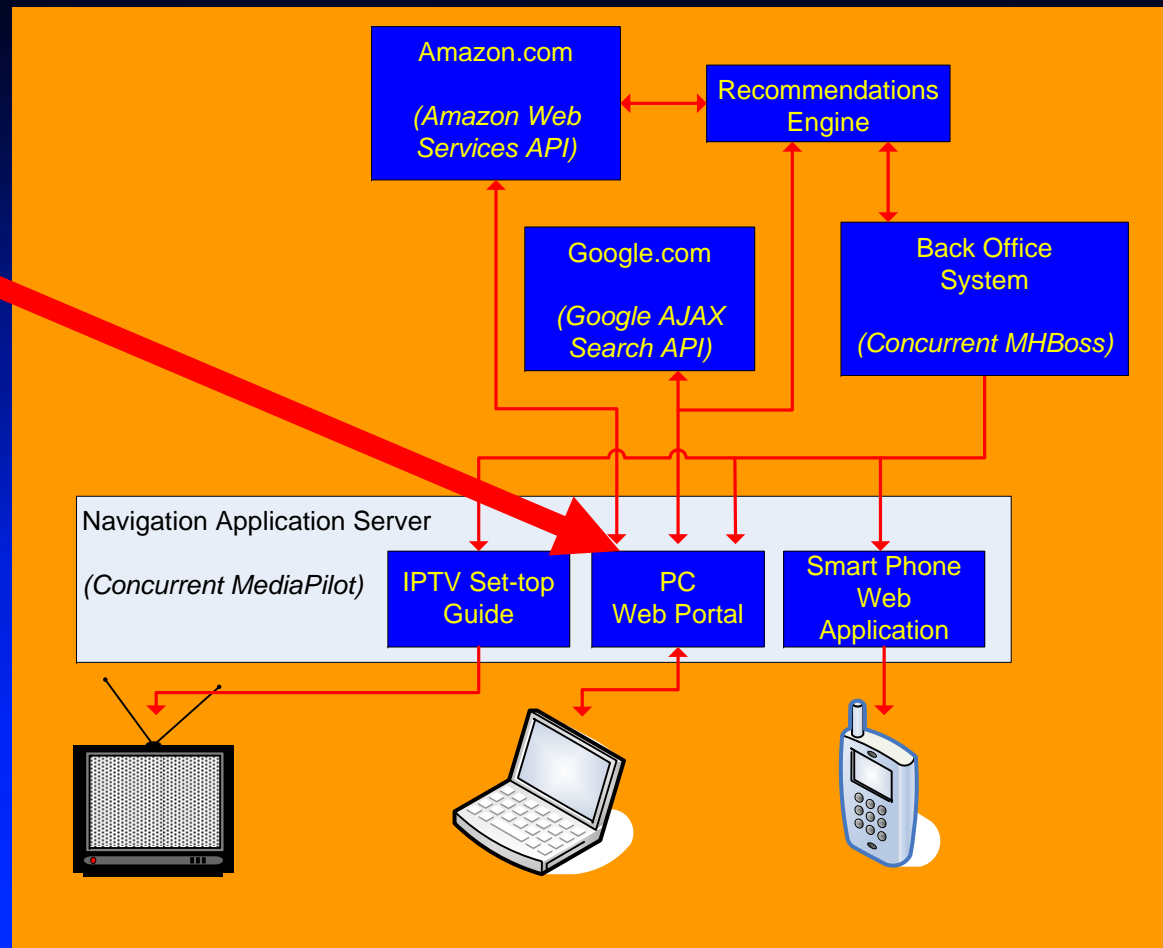 Amazon.com
(Amazon Web
Services API)
Recommendations
Engine
Google.com
(Google AJAX
Search API)
Back Office
System
(Concurrent MHBoss)
Navigation Application Server
(Concurrent MediaPilot)
IPTV Set-top
Guide
PC
Web Portal
Smart Phone
Web
Application